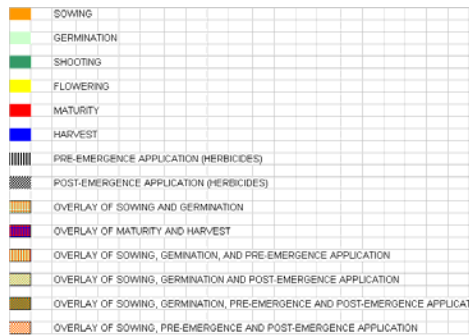 SOWING
GERMINATION
SHOOTING
FLOWERING
MATURITY
HARVEST
PRE-EMERGENCE APPLICATION (HERBICIDES)
POST-EMERGENCE APPLICATION (HERBICIDES)
OVERLAY OF SOWING AND GERMINATION
OVERLAY OF MATURITY AND HARVEST
OVERLAY OF SOWING, GEMINATION, AND PRE-EMERGENCE APPLICATION
OVERLAY OF SOWING, GERMINATION AND POST-EMERGENCE APPLICATION
OVERLAY OF SOWING, GERMINATION, PRE-EMERGENCE AND POST-EMERGENCE APPLICAT
OVERLAY OF SOWING, PRE-EMERGENCE AND POST-EMERGENCE APPLICATION